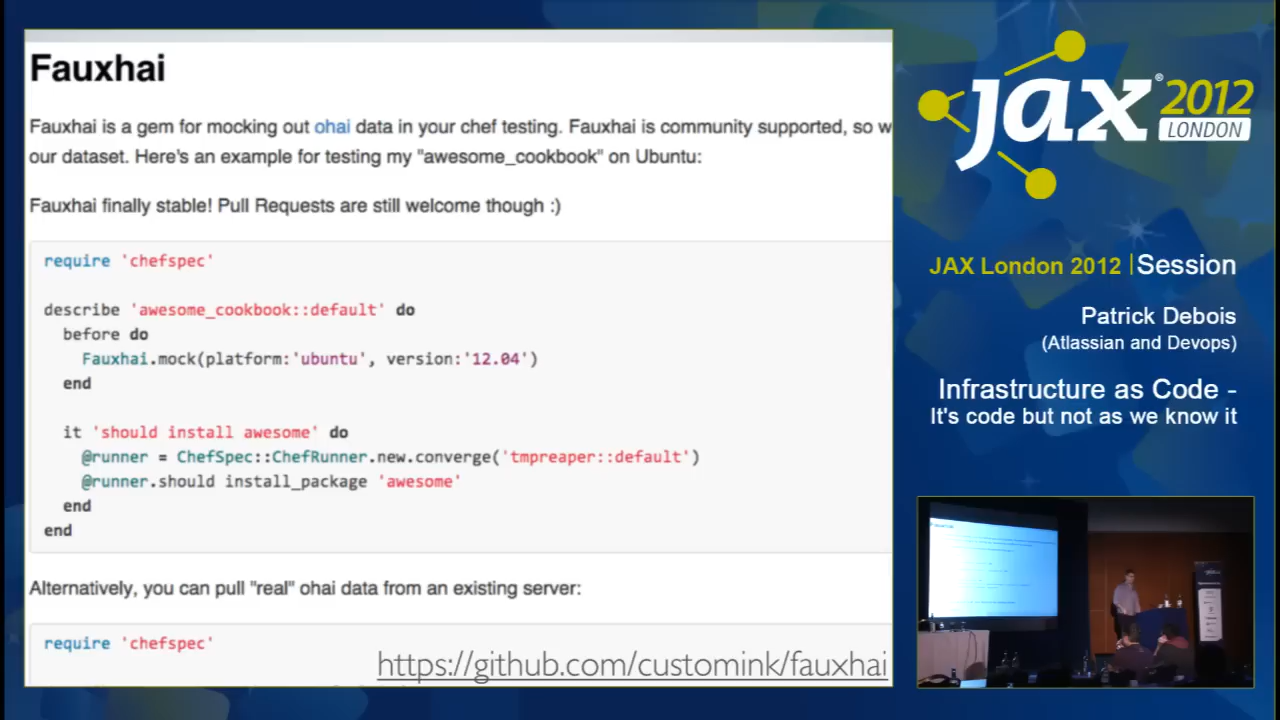 Fauxhai
Fauxhai is a gem for mocking out ohai data in your chef testing. Fauxhai is community supported, so w
our dataset. Here's an example for testing my "awesome_cookbook" on Ubuntu:
Fauxhai finally stable! Pull Requests are still welcome though :)
require 'chefspec'
describe 'awesome_cookbook::default' do
before do
Fauxhai.mock(platform:'ubuntu', version:'12.04')
end
it 'should install awesome' do
@runner = ChefSpec::ChefRunner.new.converge('tmpreaper::default')
@runner.should install_package 'awesome'
end
end
Alternatively, you can pull "real" ohai data from an existing server:
require 'chefspec'
https://github.com/customink/fauxhai
jax® 2012
LONDON
JAX London 2012 | Session
Patrick Debois
(Atlassian and Devops)
Infrastructure as Code -
It's code but not as we know it